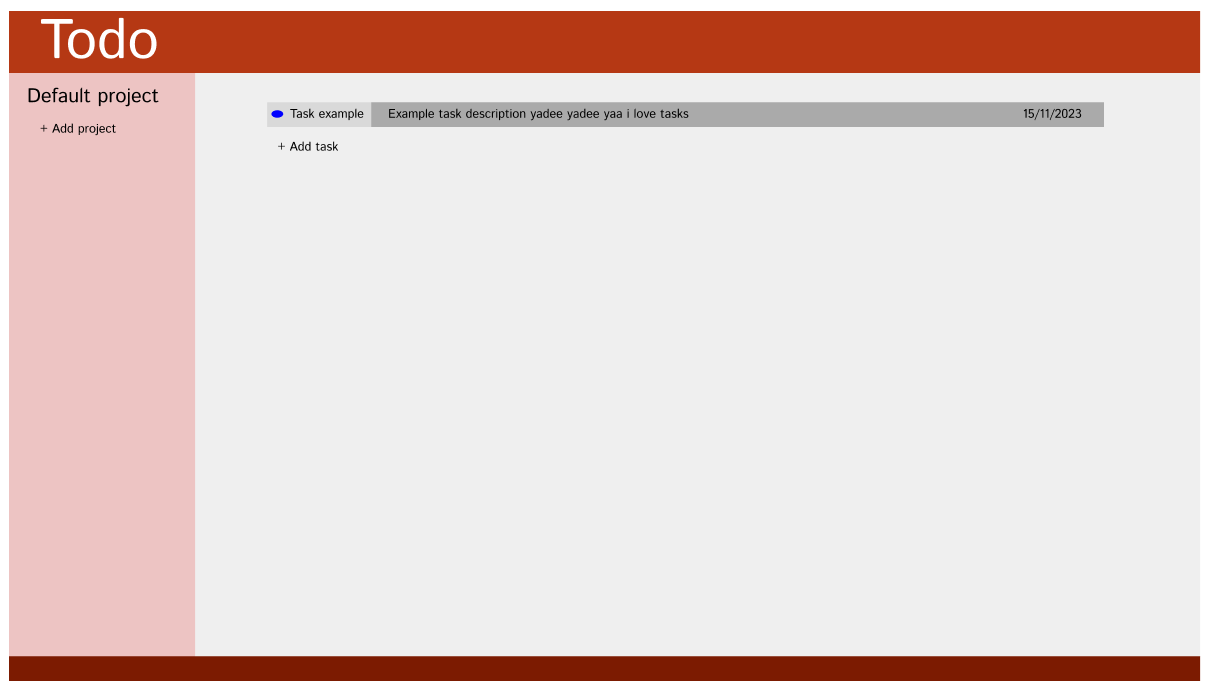 Todo
Default project
+ Add project
Task example Example task description yadee yadee yaa i love tasks 15/11/2023
+ Add task